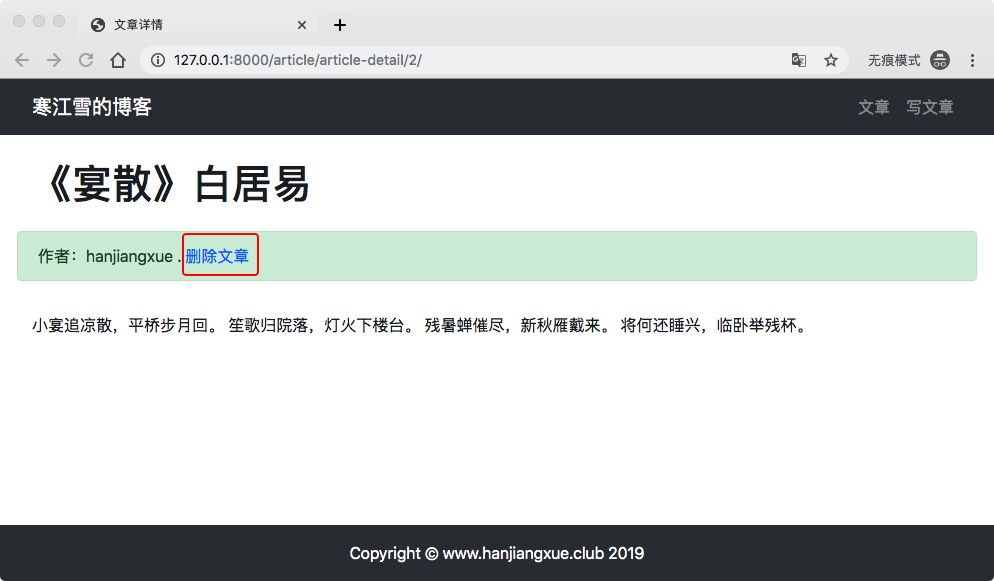 文章详情
127.0.0.1:8000/article/article-detail/2/
无痕模式
寒江雪的博客
文章 写文章
《宴散》白居易
作者：hanjiangxue . 删除文章
小宴追凉散，平桥步月回。 笙歌归院落，灯火下楼台。 残暑蝉催尽，新秋雁戴来。 将何还睡兴，临卧举残杯。
Copyright © www.hanjiangxue.club 2019